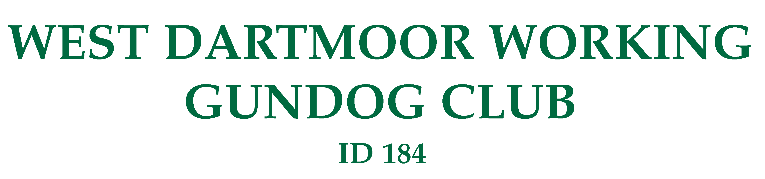 WEST DARTMOOR WORKING
GUNDOG CLUB
ID 184